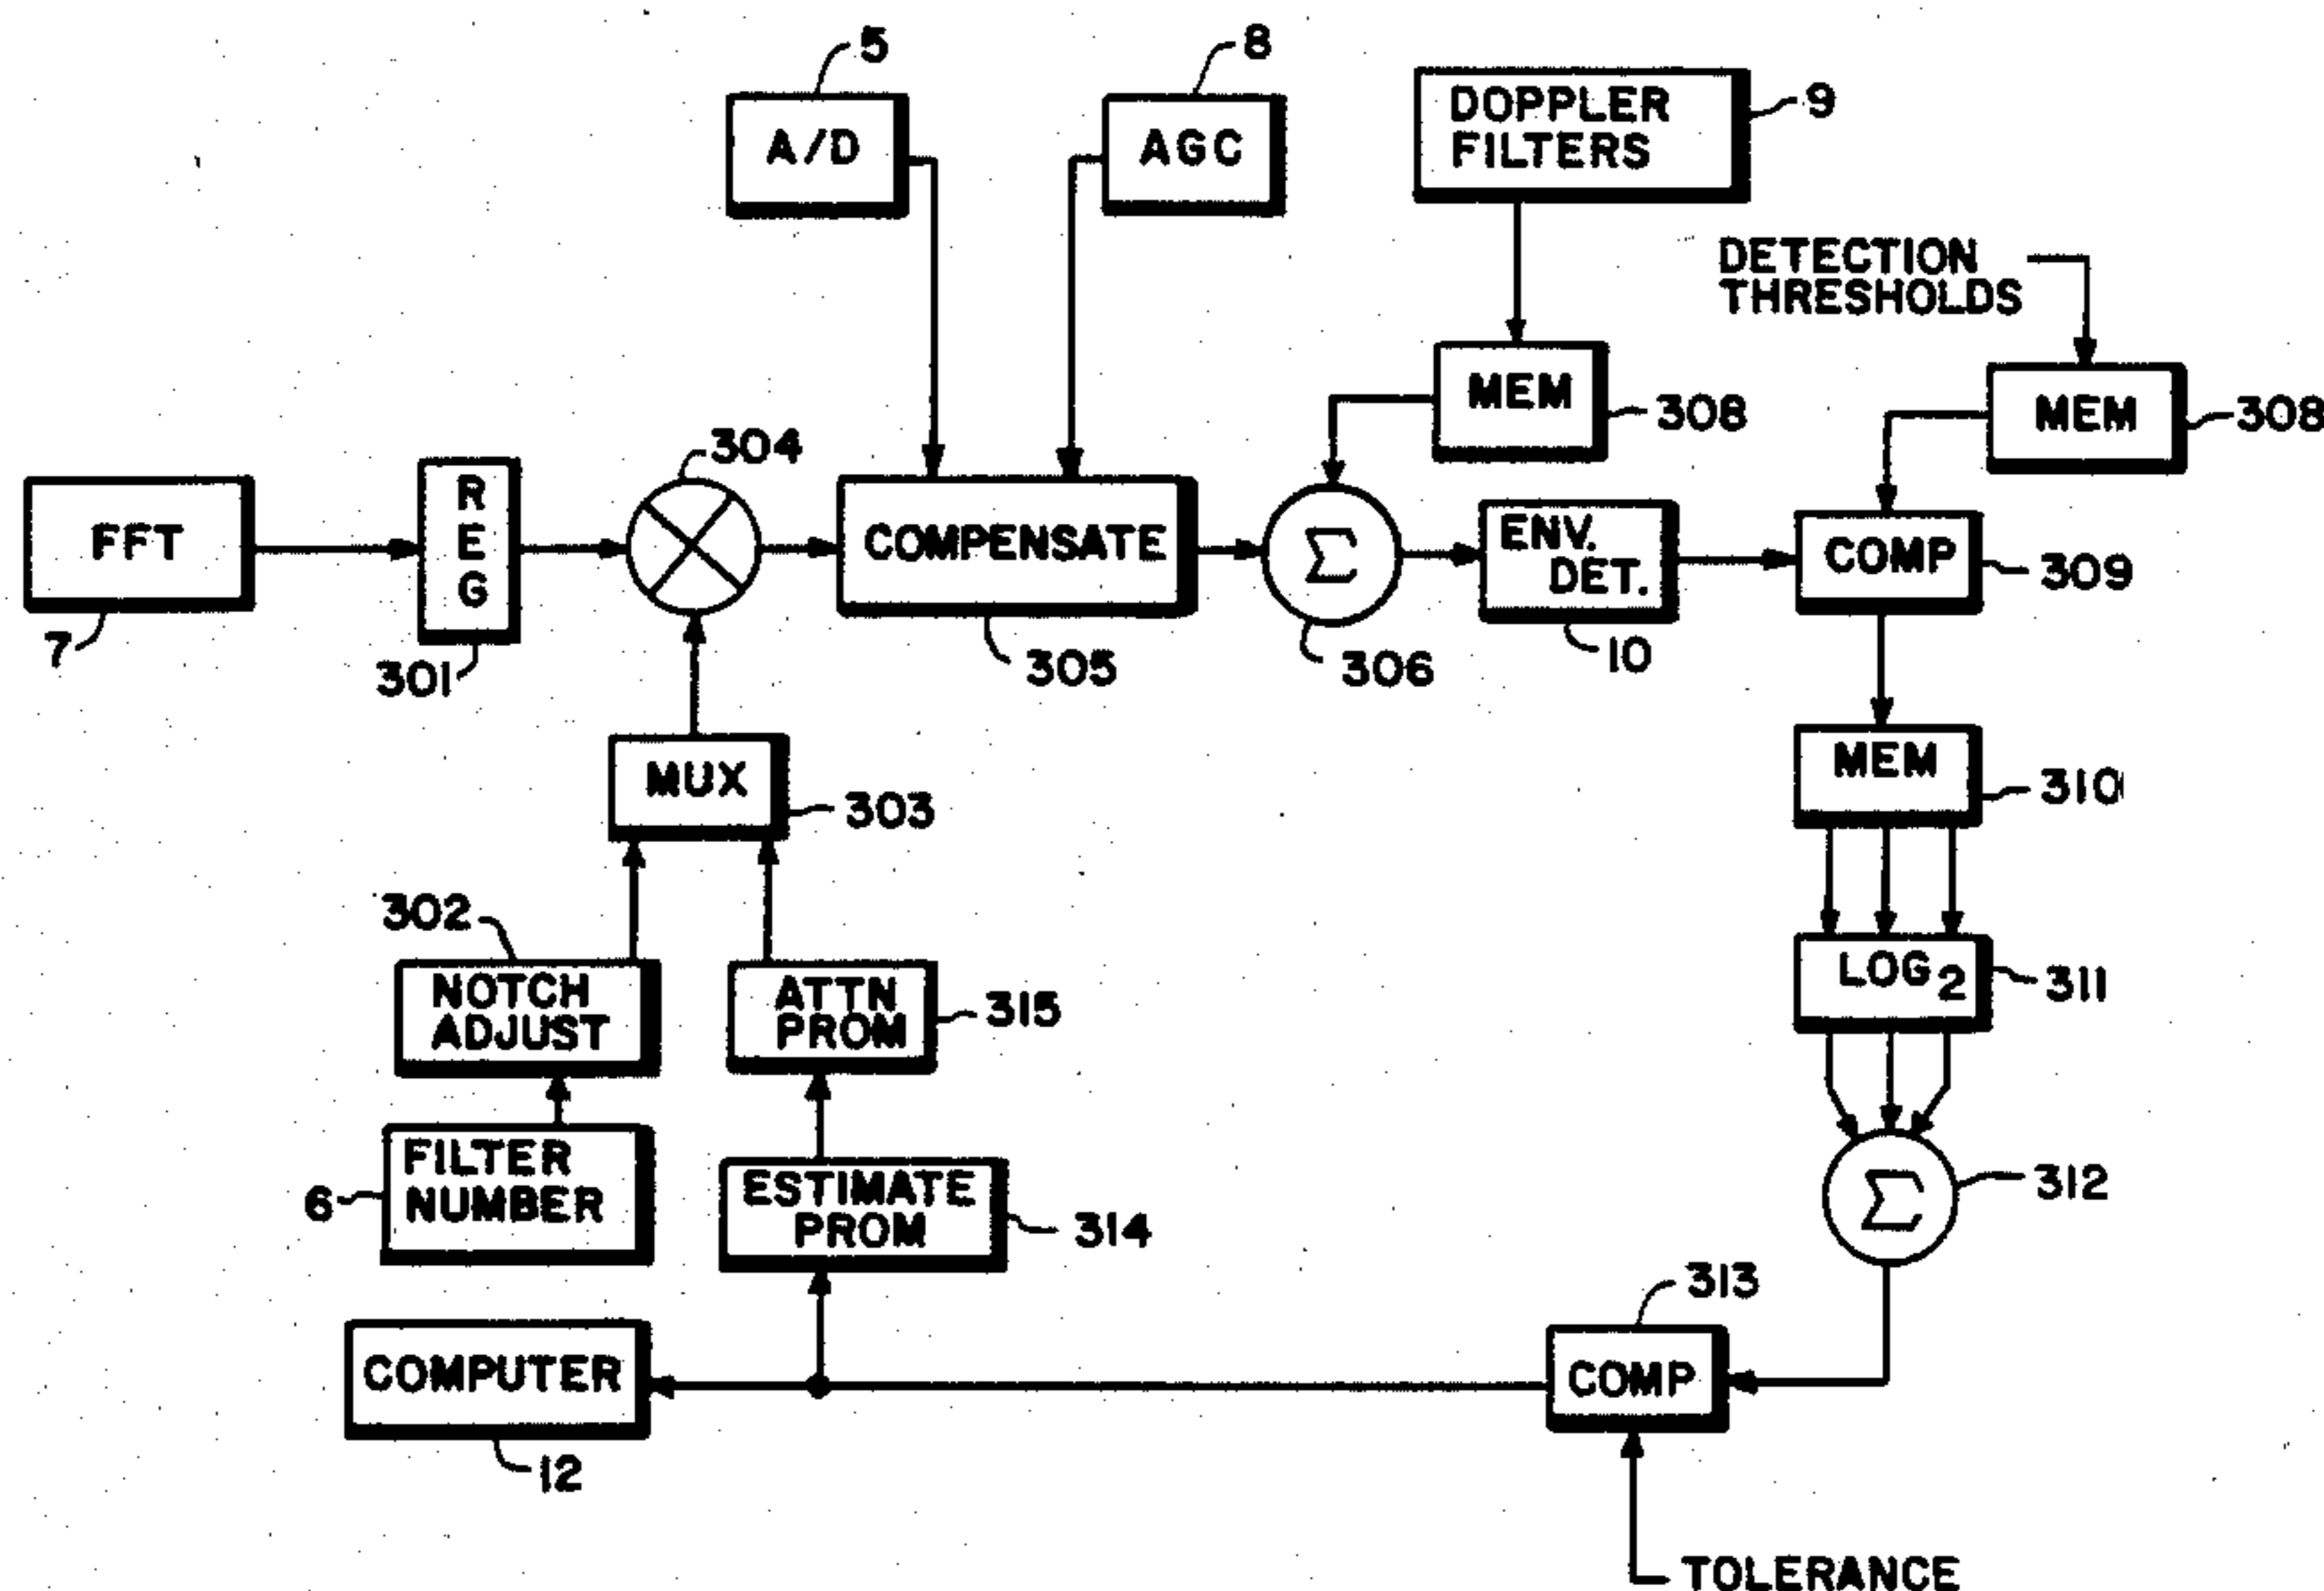 5
8
A/D
AGC
DOPPLER
FILTERS
9
DETECTION
THRESHOLDS
MEM
308
MEM
308
304
FFT
7
R
E
G
301
COMPENSATE
305
Σ
306
ENV.
DET.
10
COMP
309
MUX
303
MEM
310
302
NOTCH
ADJUST
ATTN
PROM
315
LOG2
311
FILTER
NUMBER
6
ESTIMATE
PROM
314
Σ
312
313
COMPUTER
12
COMP
TOLERANCE